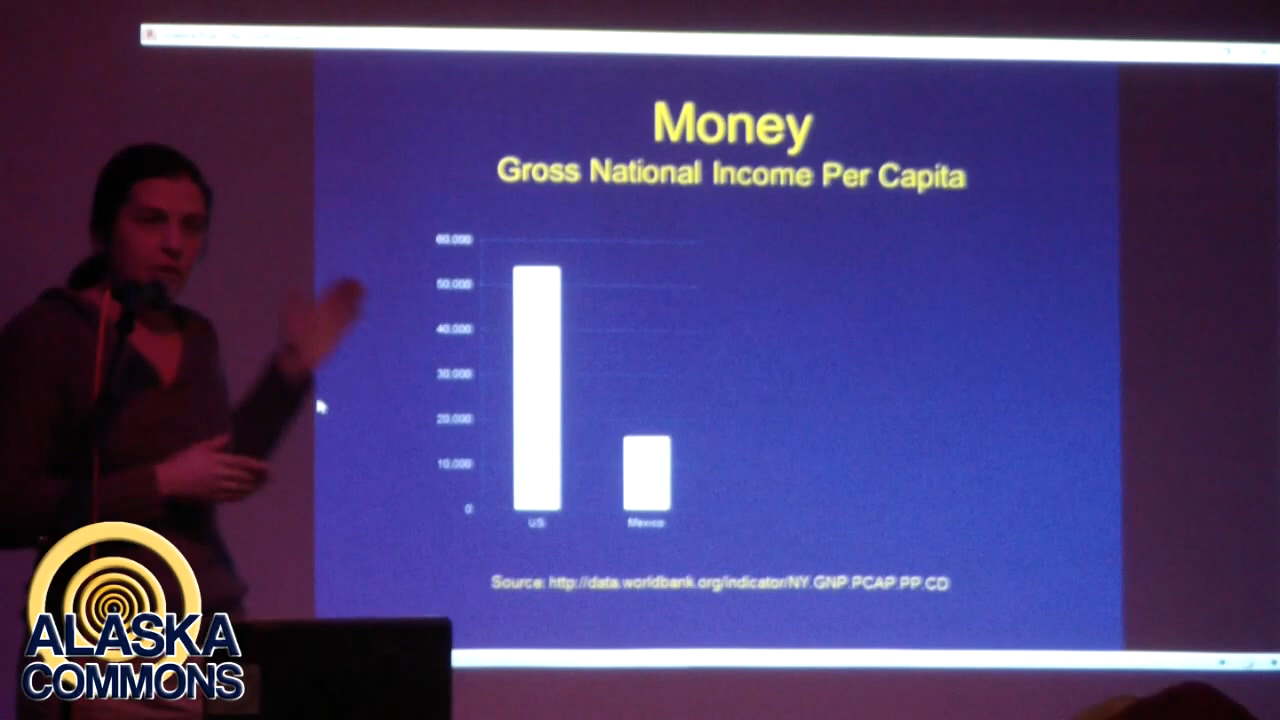 Money
Gross National Income Per Capita
60.000
50.000
40.000
30.000
20.000
10.000
0
US
Mexico
Source: http://data.worldbank.org/indicator/NY.GNP.PCAP.PP.CD
ALASKA
COMMONS